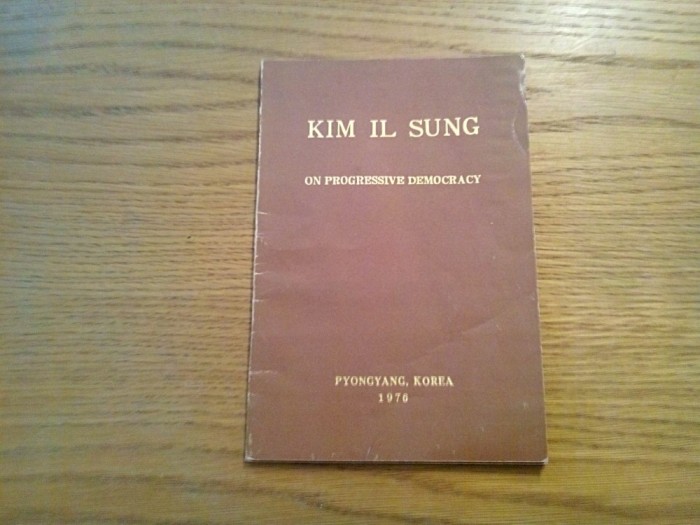 KIM IL SUNG
ON PROGRESSIVE DEMOCRACY
PYONGYANG, KOREA
1976